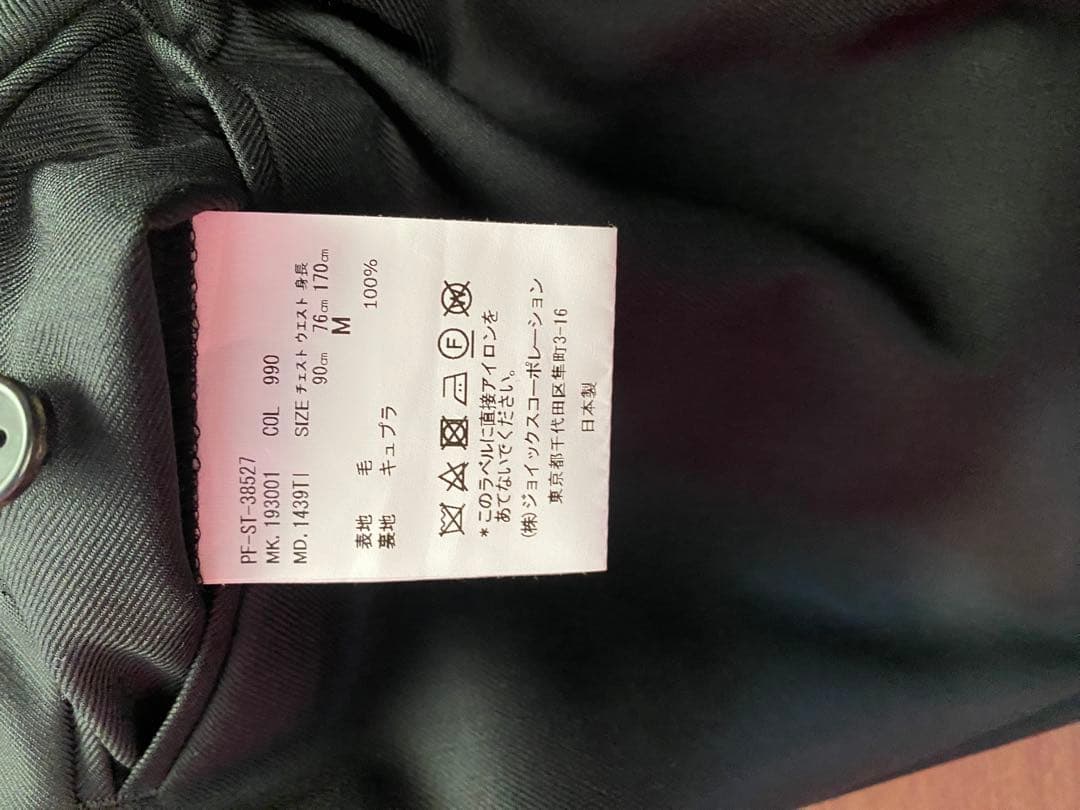 PF-ST-38527
MK. 193001 COL 990
MD. 1439TI SIZE チェスト ウエスト 身長
90cm 76cm 170cm
M
表地 毛 100%
裏地 キュプラ
F W
*このラベルに直接アイロンを
あてないでください。
(株)ジョイックスコーポレーション
東京都千代田区隼町3-16
日本製